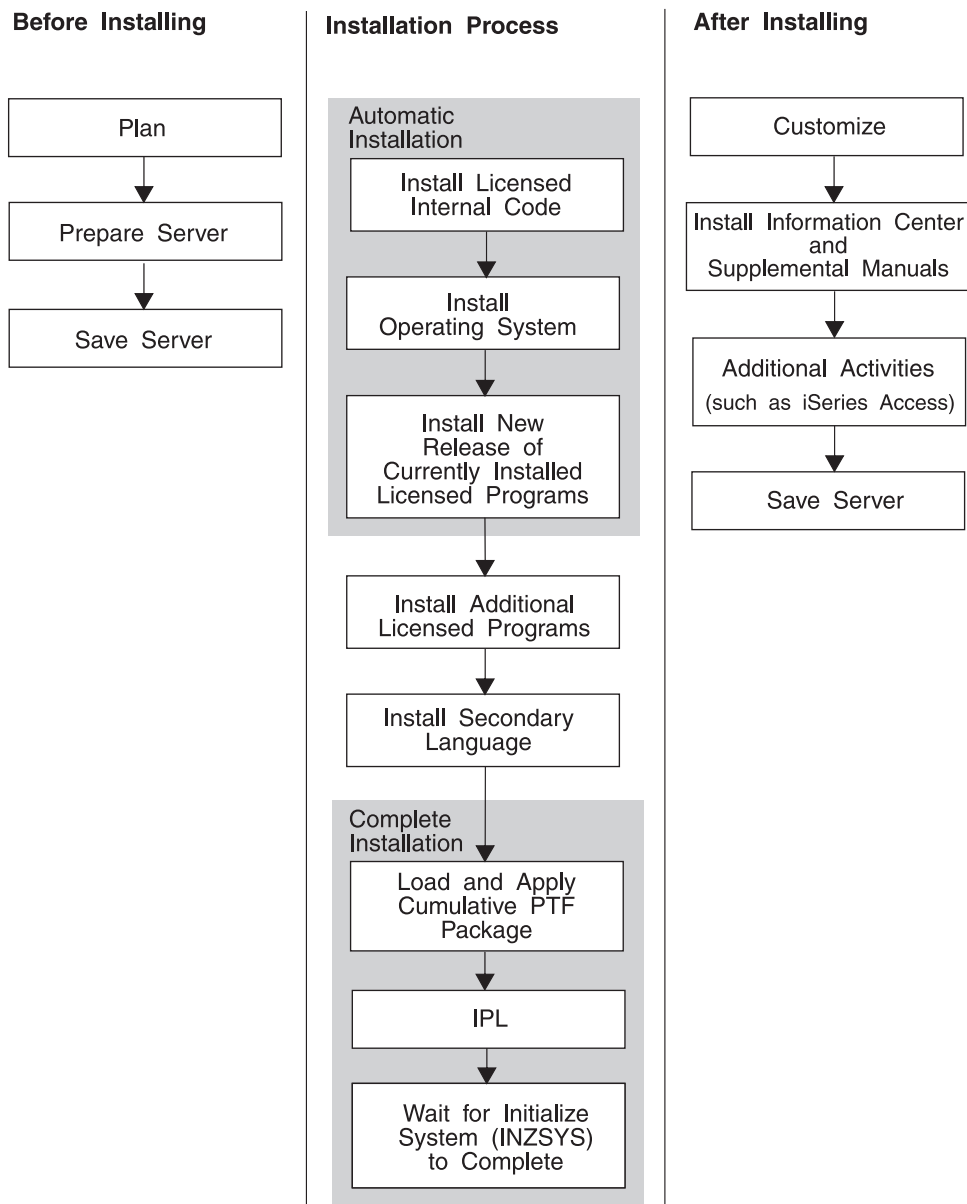 Before Installing
Plan
Prepare Server
Save Server
Installation Process
Automatic
Installation
Install Licensed
Internal Code
Install
Operating System
Install New
Release of
Currently Installed
Licensed Programs
Install Additional
Licensed Programs
Install Secondary
Language
Complete
Installation
Load and Apply
Cumulative PTF
Package
IPL
Wait for Initialize
System (INZSYS)
to Complete
After Installing
Customize
Install Information Center
and
Supplemental Manuals
Additional Activities
(such as iSeries Access)
Save Server